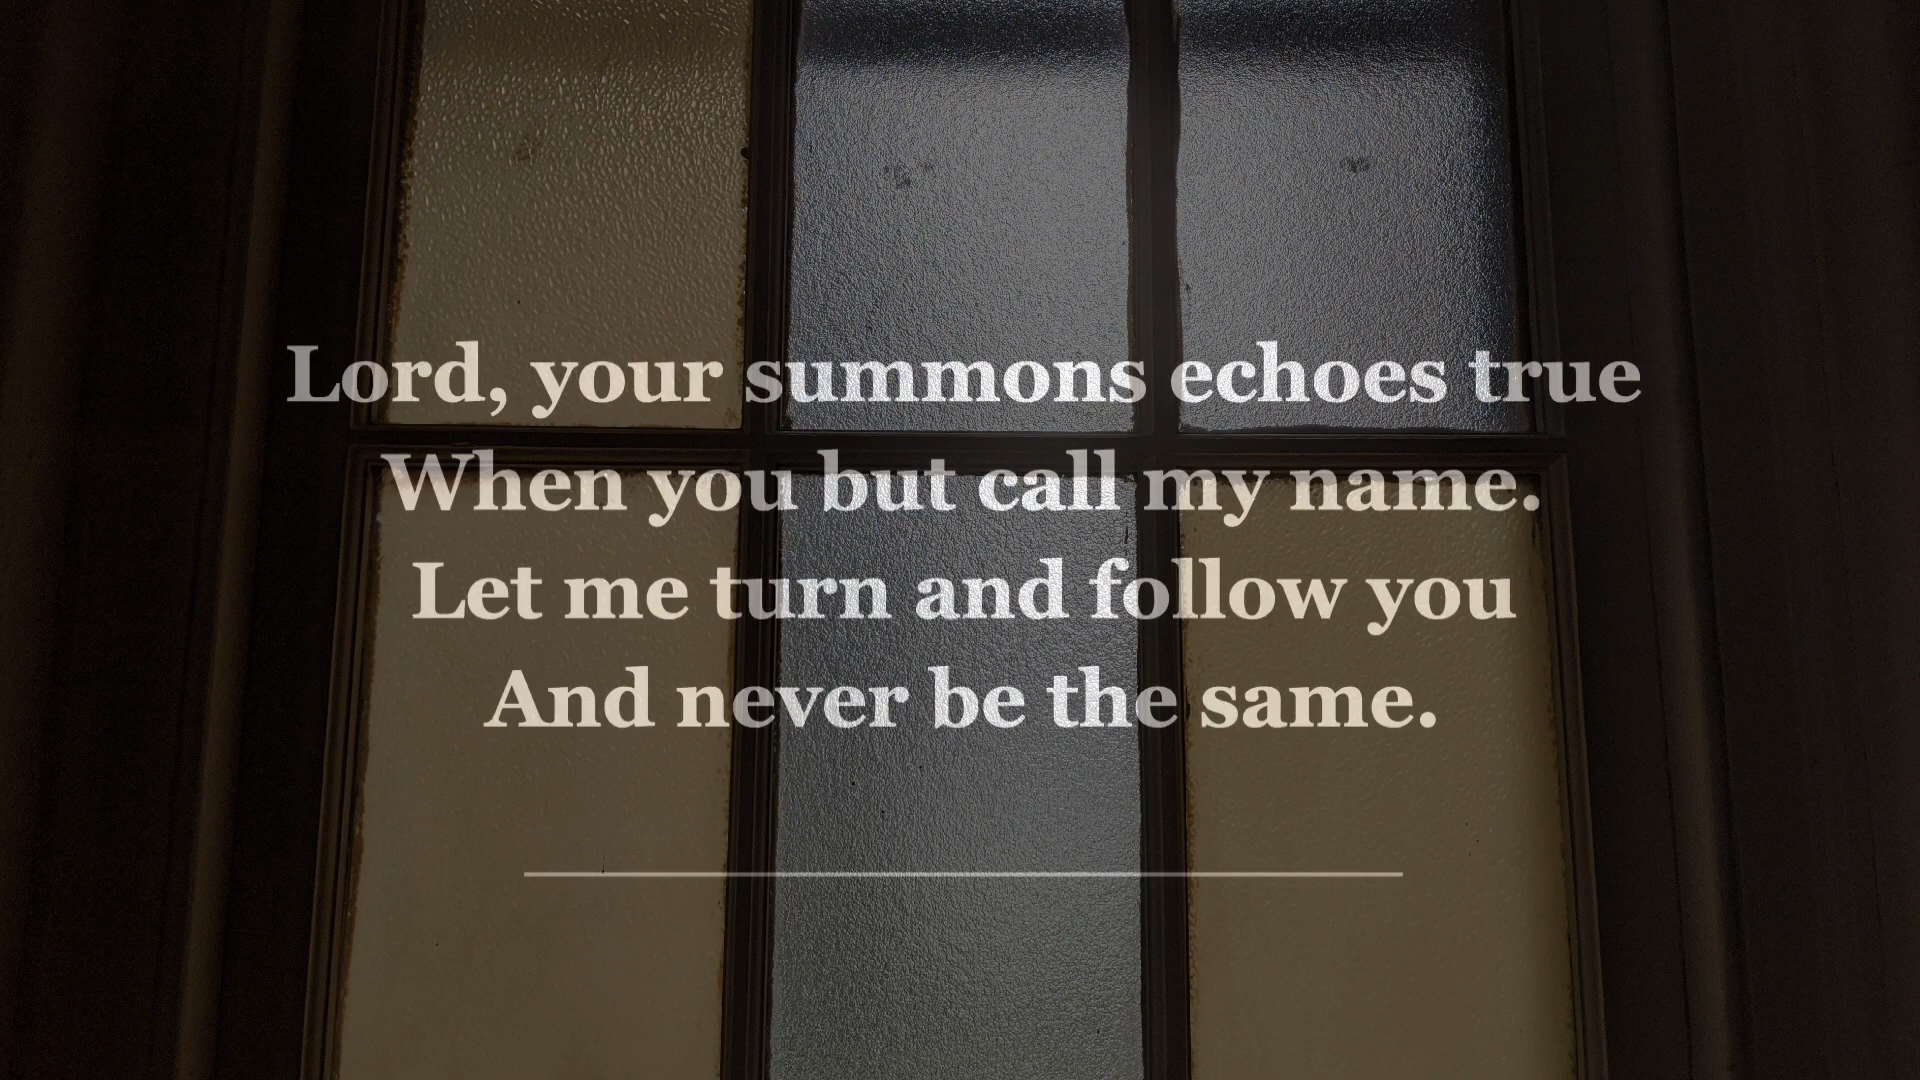 Lord, your summons echoes true
When you but call my name.
Let me turn and follow you
And never be the same.